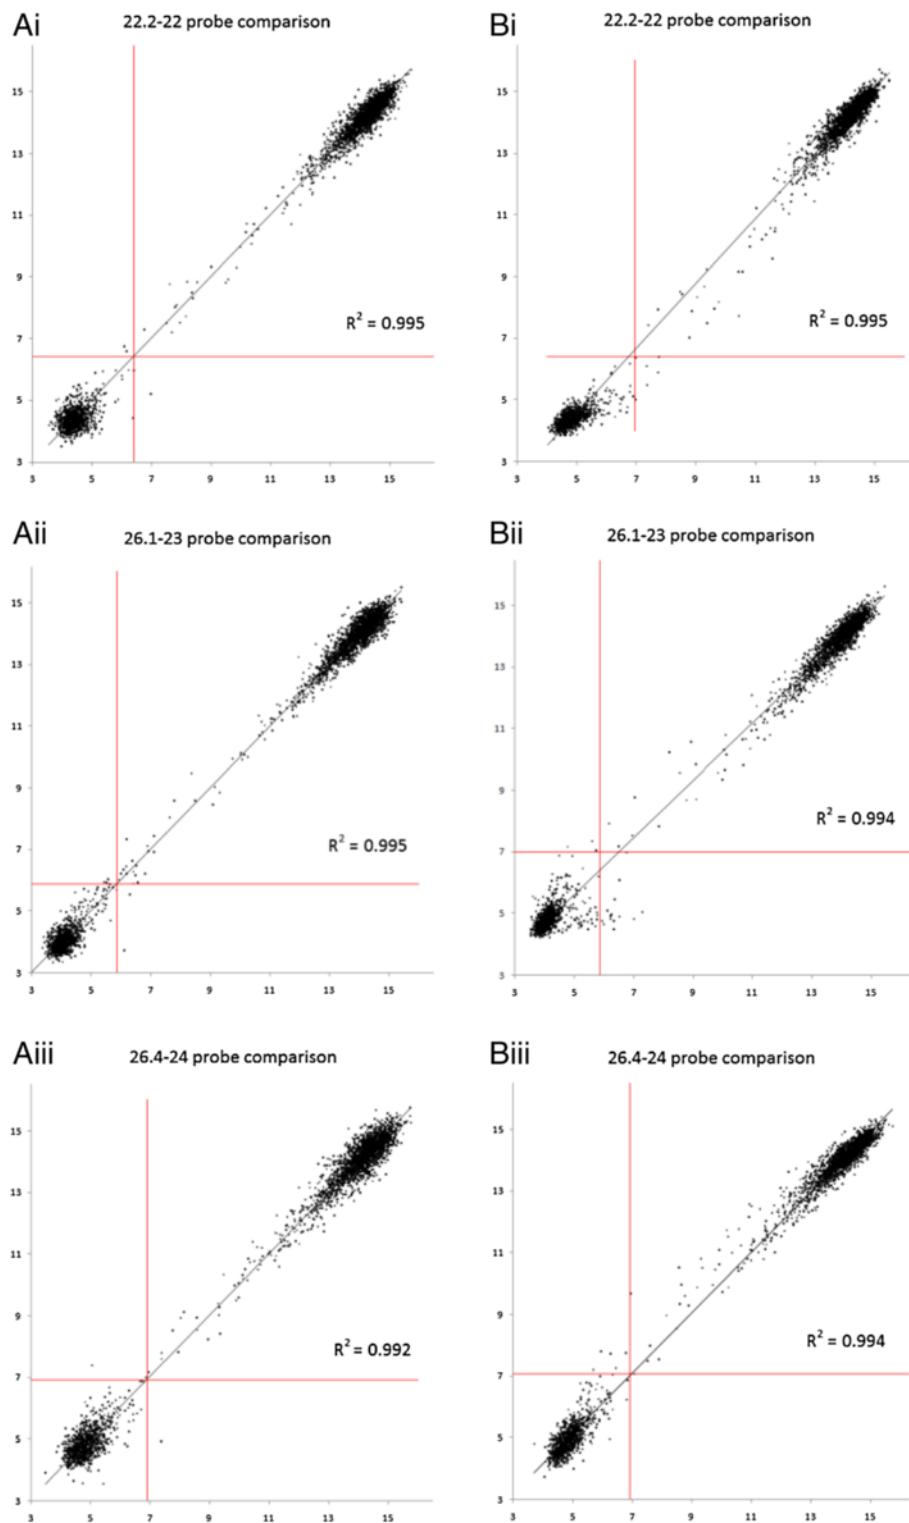 Ai
22.2-22 probe comparison
15
13
11
9
7
5
3
R² = 0.995
3 5 7 9 11 13 15
Bi
22.2-22 probe comparison
15
13
11
9
7
5
3
R² = 0.995
3 5 7 9 11 13 15
Aii
26.1-23 probe comparison
15
13
11
9
7
5
3
R² = 0.995
3 5 7 9 11 13 15
Bii
26.1-23 probe comparison
15
13
11
9
7
5
3
R² = 0.994
3 5 7 9 11 13 15
Aiii
26.4-24 probe comparison
15
13
11
9
7
5
3
R² = 0.992
3 5 7 9 11 13 15
Biii
26.4-24 probe comparison
15
13
11
9
7
5
3
R² = 0.994
3 5 7 9 11 13 15